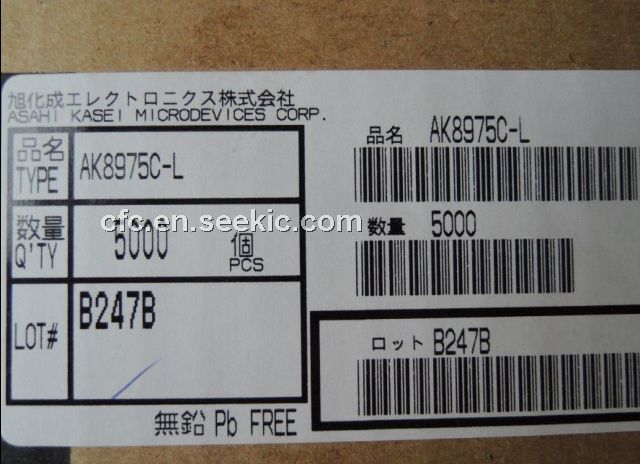 旭化成エレクトロニクス株式会社
ASAHI KASEI MICRODEVICES CORP.
品名
TYPE
AK8975C-L
数量
Q'TY
5000 個
PCS
LOT#
B247B
無鉛 Pb FREE
品名 AK8975C-L
数量 5000
ロット B247B
cfc.en.seekic.com